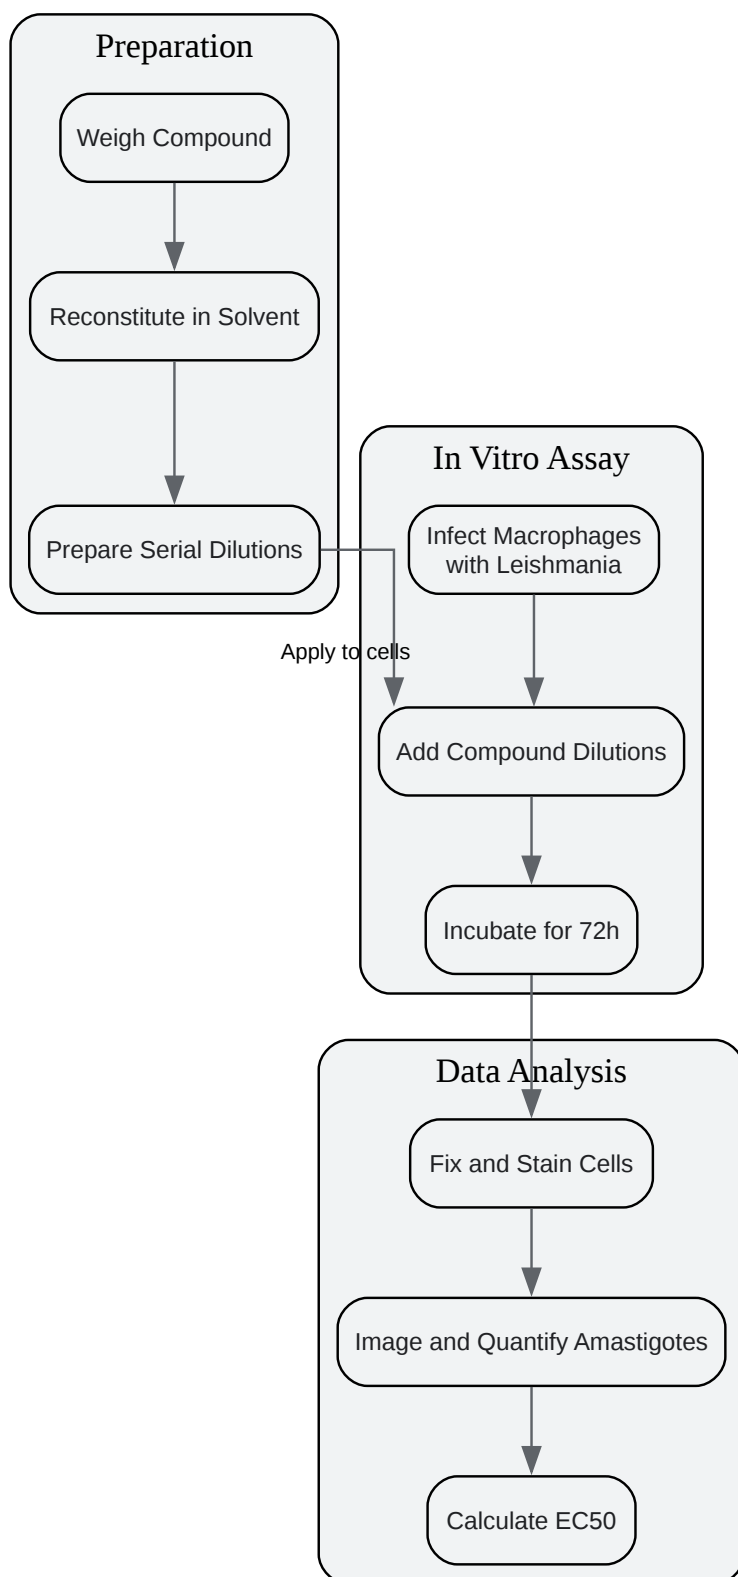 Preparation
Weigh Compound
Reconstitute in Solvent
Prepare Serial Dilutions
Apply to cells
In Vitro Assay
Infect Macrophages
with Leishmania
Add Compound Dilutions
Incubate for 72h
Data Analysis
Fix and Stain Cells
Image and Quantify Amastigotes
Calculate EC50